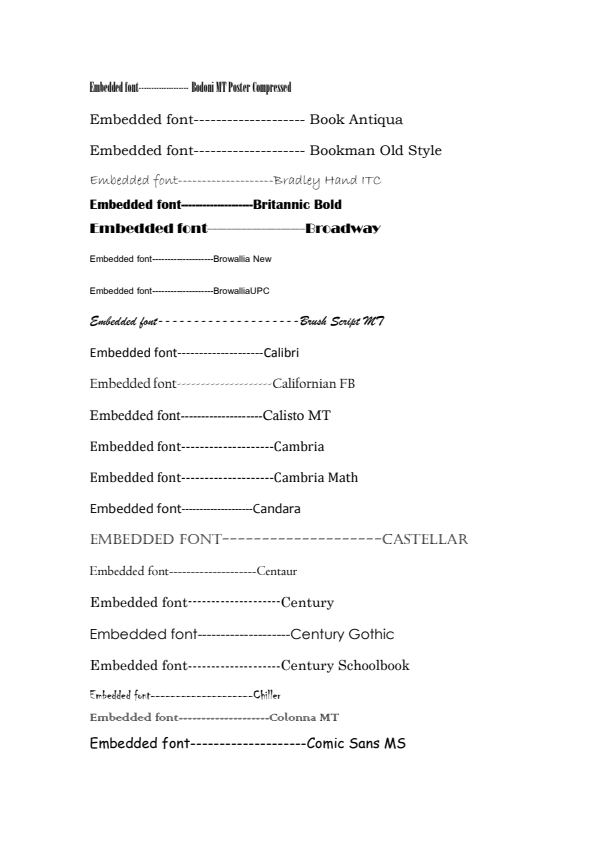 Embedded font-------------------- Bodoni MT Poster Compressed
Embedded font-------------------- Book Antiqua
Embedded font-------------------- Bookman Old Style
Embedded font--------------------Bradley Hand ITC
Embedded font--------------------Britannic Bold
Embedded font--------------------Broadway
Embedded font--------------------Browallia New
Embedded font--------------------BrowalliaUPC
Embedded font--------------------Brush Script MT
Embedded font--------------------Calibri
Embedded font--------------------Californian FB
Embedded font--------------------Calisto MT
Embedded font--------------------Cambria
Embedded font--------------------Cambria Math
Embedded font--------------------Candara
EMBEDDED FONT--------------------CASTELLAR
Embedded font--------------------Centaur
Embedded font--------------------Century
Embedded font--------------------Century Gothic
Embedded font--------------------Century Schoolbook
Embedded font--------------------Chiller
Embedded font--------------------Colonna MT
Embedded font--------------------Comic Sans MS